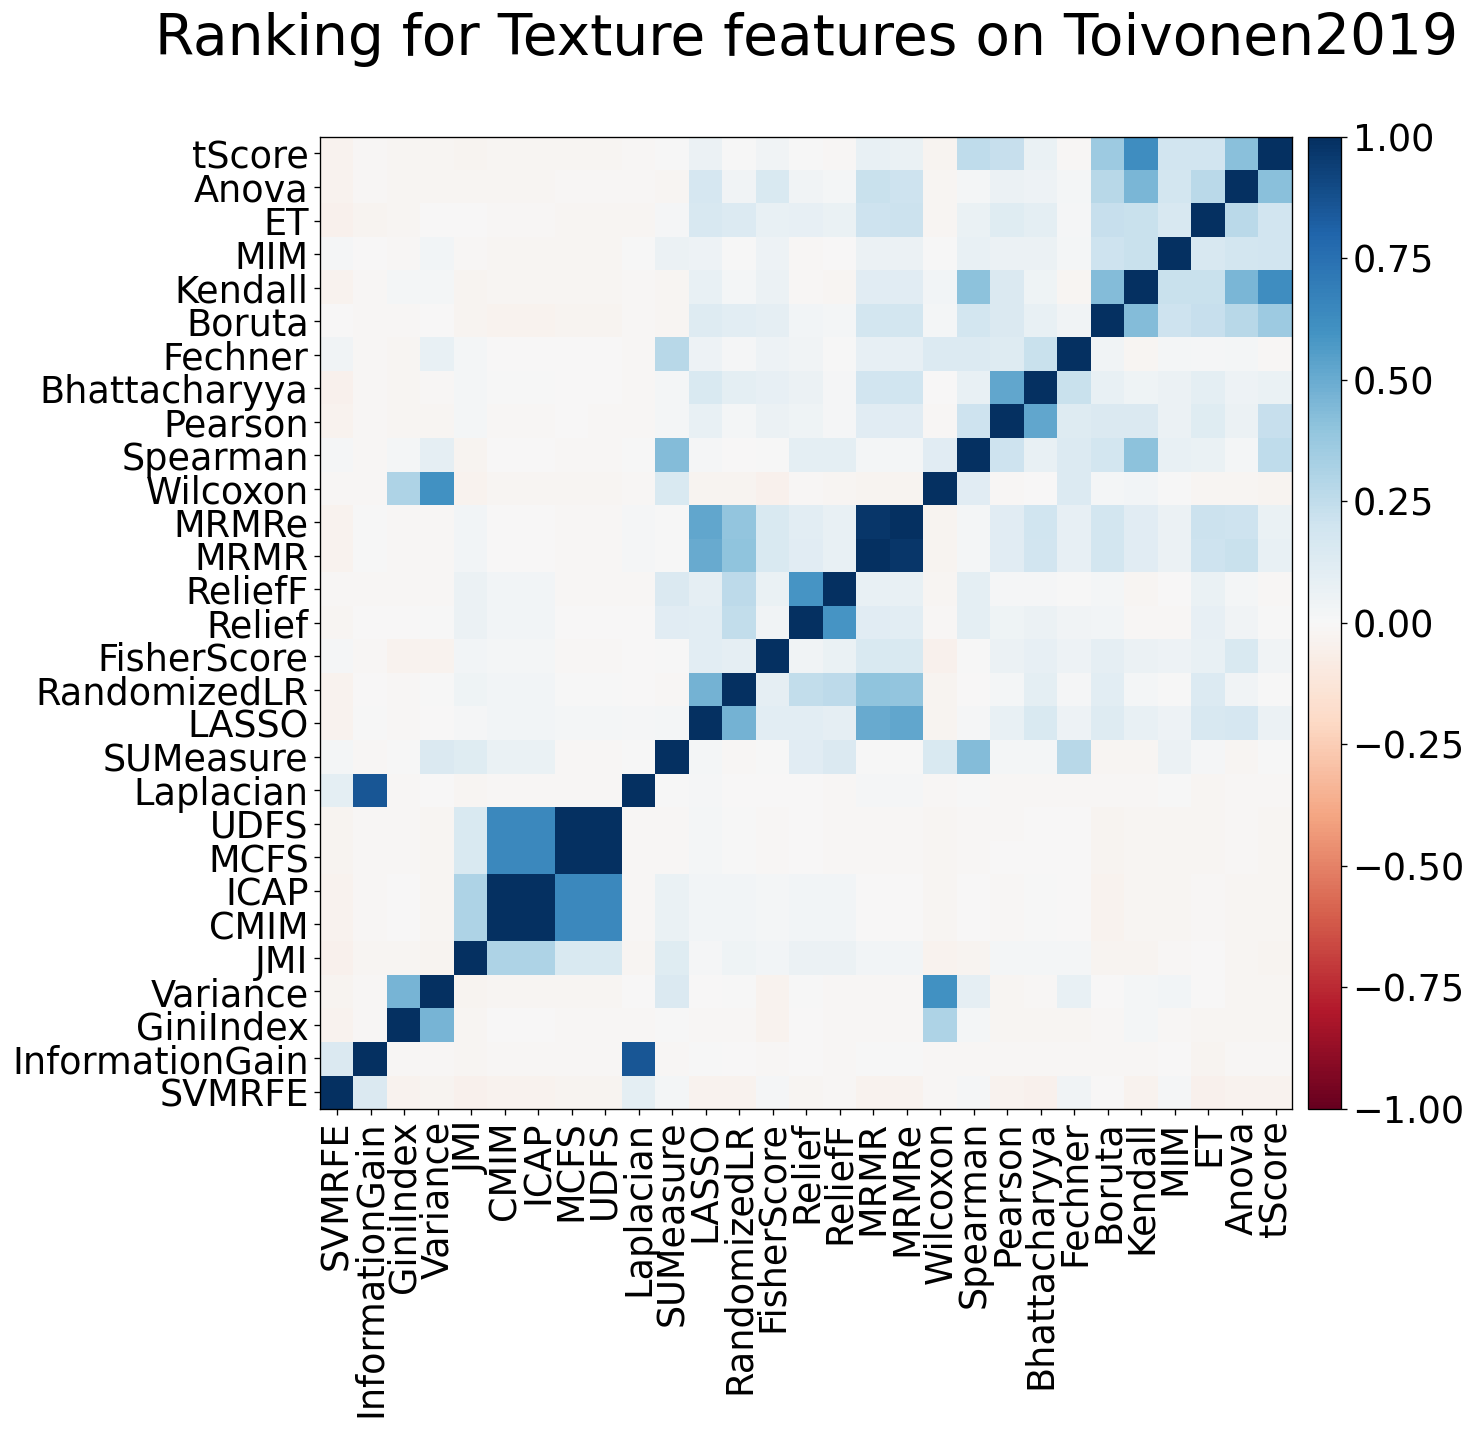 Ranking for Texture features on Toivonen2019
tScore
Anova
ET
MIM
Kendall
Boruta
Fechner
Bhattacharyya
Pearson
Spearman
Wilcoxon
MRMRe
MRMR
ReliefF
Relief
FisherScore
RandomizedLR
LASSO
SUMeasure
Laplacian
UDFS
MCFS
ICAP
CMIM
JMI
Variance
GiniIndex
InformationGain
SVMRFE
SVMRFE
InformationGain
GiniIndex
Variance
JMI
CMIM
ICAP
MCFS
UDFS
Laplacian
SUMeasure
LASSO
RandomizedLR
FisherScore
Relief
ReliefF
MRMR
MRMRe
Wilcoxon
Spearman
Pearson
Bhattacharyya
Fechner
Boruta
Kendall
MIM
ET
Anova
tScore
1.00
0.75
0.50
0.25
0.00
−0.25
−0.50
−0.75
−1.00